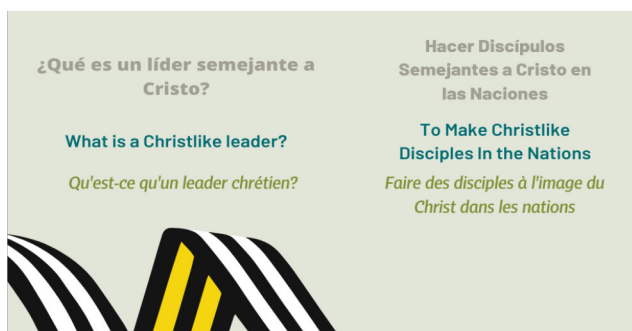 ¿Qué es un líder semejante a
Cristo?
What is a Christlike leader?
Qu'est-ce qu'un leader chrétien?
Hacer Discípulos
Semejantes a Cristo en
las Naciones
To Make Christlike
Disciples In the Nations
Faire des disciples à l'image du
Christ dans les nations